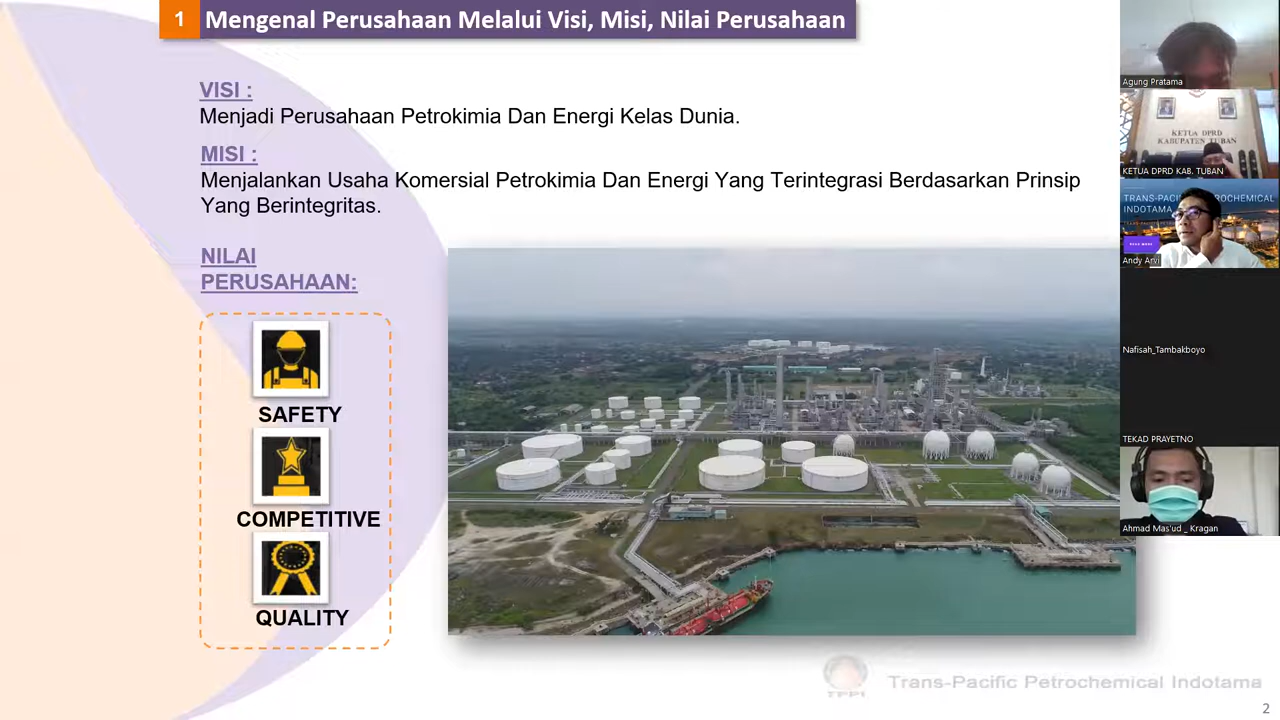 1 Mengenal Perusahaan Melalui Visi, Misi, Nilai Perusahaan
VISI :
Menjadi Perusahaan Petrokimia Dan Energi Kelas Dunia.
MISI :
Menjalankan Usaha Komersial Petrokimia Dan Energi Yang Terintegrasi Berdasarkan Prinsip
Yang Berintegritas.
NILAI
PERUSAHAAN:
SAFETY
COMPETITIVE
QUALITY
TPPI
Trans-Pacific Petrochemical Indotama
2
Agung Pratama
KETUA DPRD
KABUPATEN TUBAN
KETUA DPRD KAB. TUBAN
TRANS-PACIFIC PETROCHEMICAL
INDOTAMA
READ MORE
Andy Arvi
Nafisah_Tambakboyo
TEKAD PRAYETNO
Ahmad Mas'ud _ Kragan